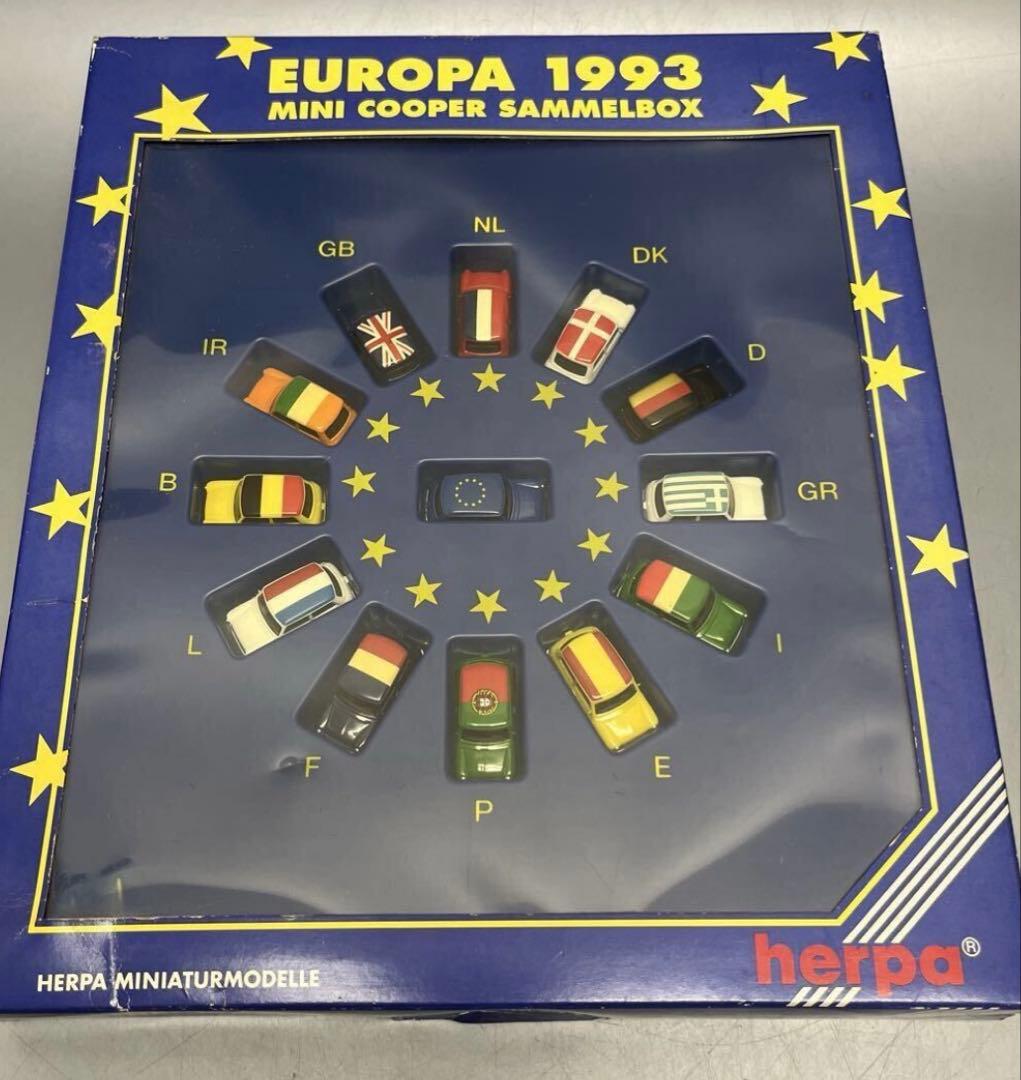 EUROPA 1993
MINI COOPER SAMMELBOX
NL
GB
DK
IR
D
B
GR
L
I
F
E
P
herpa®
HERPA MINIATURMODELLE